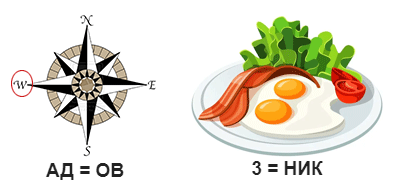 N
W E
S
АД = ОВ
3 = НИК